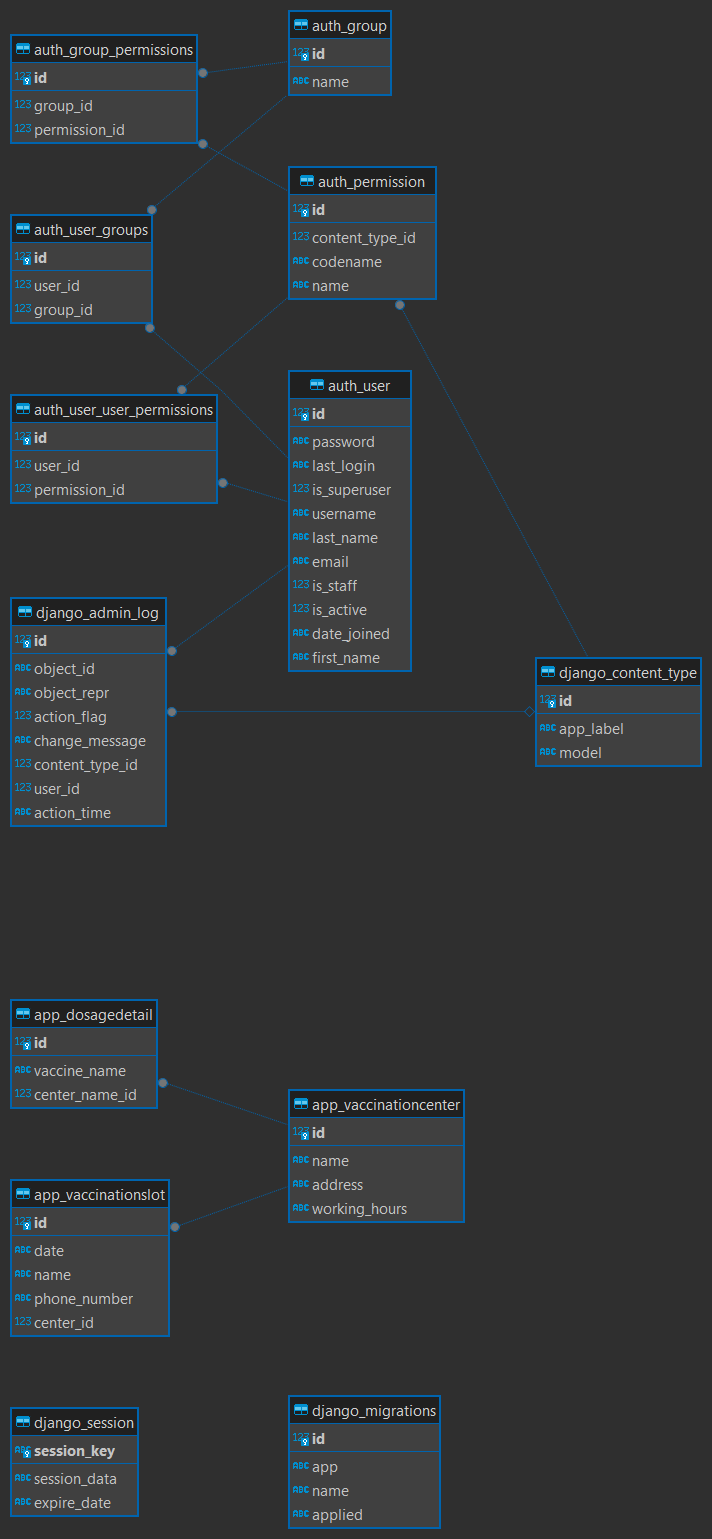 auth_group
123 id
ABC name
auth_group_permissions
123 id
123 group_id
123 permission_id
auth_permission
123 id
123 content_type_id
ABC codename
ABC name
auth_user_groups
123 id
123 user_id
123 group_id
auth_user_user_permissions
123 id
123 user_id
123 permission_id
auth_user
123 id
ABC password
ABC last_login
123 is_superuser
ABC username
ABC last_name
ABC email
123 is_staff
123 is_active
ABC date_joined
ABC first_name
django_admin_log
123 id
ABC object_id
ABC object_repr
123 action_flag
ABC change_message
123 content_type_id
123 user_id
ABC action_time
django_content_type
123 id
ABC app_label
ABC model
app_dosagedetail
123 id
ABC vaccine_name
123 center_name_id
app_vaccinationcenter
123 id
ABC name
ABC address
ABC working_hours
app_vaccinationslot
123 id
ABC date
ABC name
ABC phone_number
123 center_id
django_session
ABC session_key
ABC session_data
ABC expire_date
django_migrations
123 id
ABC app
ABC name
ABC applied